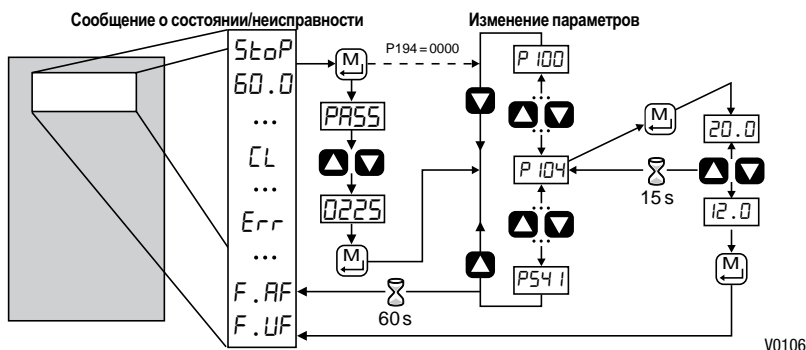 Сообщение о состоянии/неисправности
Изменение параметров
StoP
60.0
...
CL
...
Err
...
F.AF
F.UF
M
P194=0000
PASS
0225
M
60 s
P 100
P 104
P541
M
15 s
20.0
12.0
M
V0106